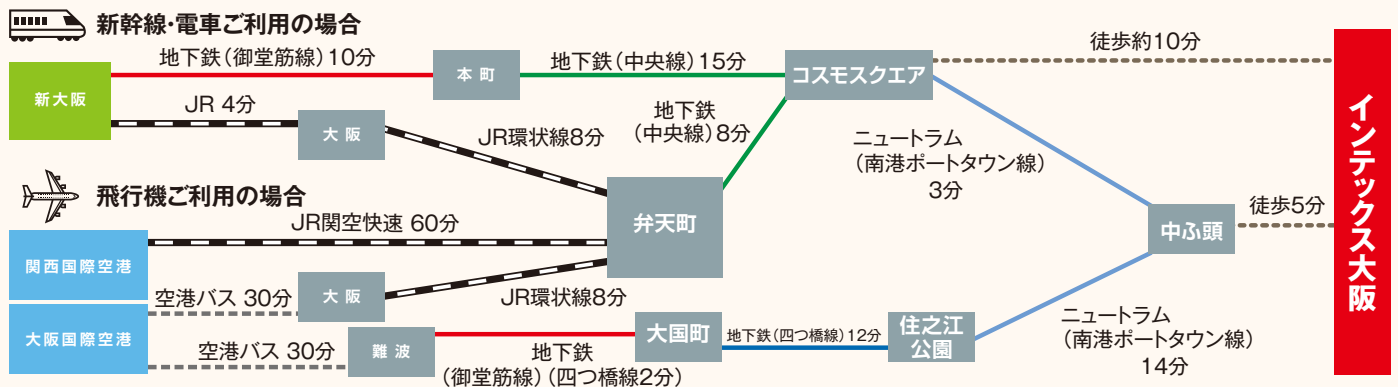 新幹線・電車ご利用の場合
新大阪
地下鉄（御堂筋線）10分
本町
地下鉄（中央線）15分
コスモスクエア
徒歩約10分
JR 4分
大阪
JR環状線8分
地下鉄
（中央線）8分
ニュートラム
（南港ポートタウン線）
3分
飛行機ご利用の場合
関西国際空港
JR関空快速 60分
弁天町
中ふ頭
徒歩5分
インテックス大阪
大阪国際空港
空港バス 30分
大阪
JR環状線8分
空港バス 30分
難波
地下鉄
（御堂筋線）（四つ橋線2分）
大国町
地下鉄（四つ橋線）12分
住之江
公園
ニュートラム
（南港ポートタウン線）
14分